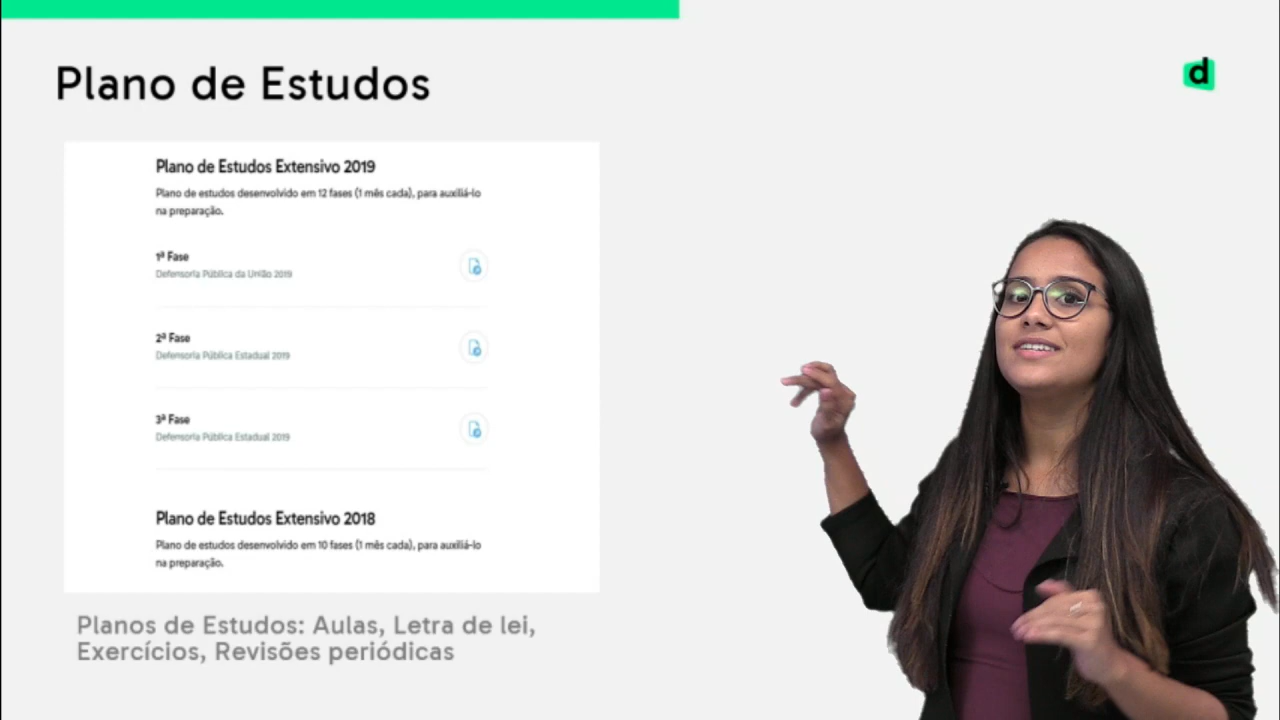 Plano de Estudos
d
Plano de Estudos Extensivo 2019
Plano de estudos desenvolvido em 12 fases (1 mês cada), para auxiliá-lo
na preparação.
1ª Fase
Defensoria Pública da União 2019
2ª Fase
Defensoria Pública Estadual 2019
3ª Fase
Defensoria Pública Estadual 2019
Plano de Estudos Extensivo 2018
Plano de estudos desenvolvido em 10 fases (1 mês cada), para auxiliá-lo
na preparação.
Planos de Estudos: Aulas, Letra de lei,
Exercícios, Revisões periódicas